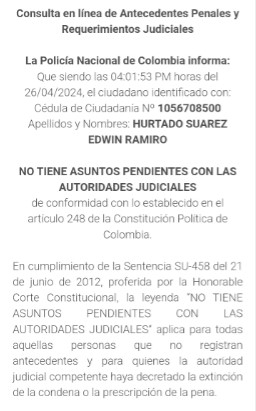 Consulta en línea de Antecedentes Penales y
Requerimientos Judiciales
La Policía Nacional de Colombia informa:
Que siendo las 04:01:53 PM horas del
26/04/2024, el ciudadano identificado con:
Cédula de Ciudadanía Nº 1056708500
Apellidos y Nombres: HURTADO SUAREZ
EDWIN RAMIRO
NO TIENE ASUNTOS PENDIENTES CON LAS
AUTORIDADES JUDICIALES
de conformidad con lo establecido en el
artículo 248 de la Constitución Política de
Colombia.
En cumplimiento de la Sentencia SU-458 del 21
de junio de 2012, proferida por la Honorable
Corte Constitucional, la leyenda “NO TIENE
ASUNTOS PENDIENTES CON LAS
AUTORIDADES JUDICIALES” aplica para todas
aquellas personas que no registran
antecedentes y para quienes la autoridad
judicial competente haya decretado la extinción
de la condena o la prescripción de la pena.